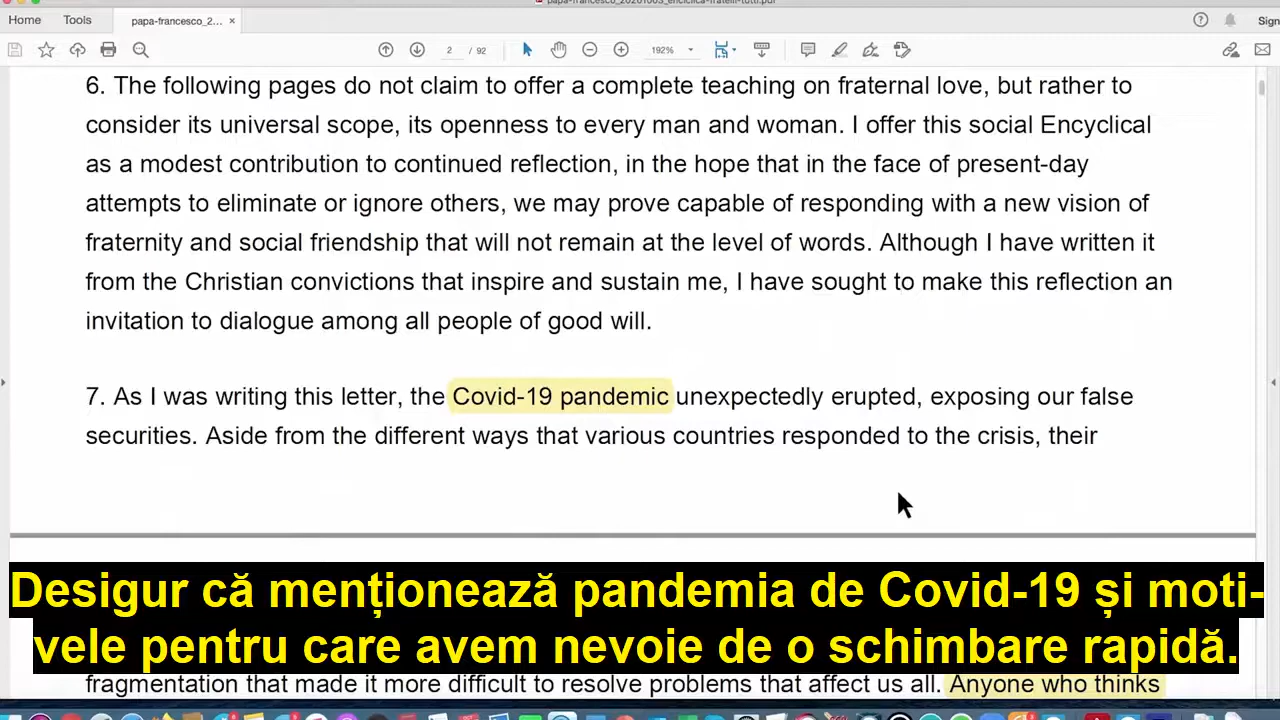 papa-francesco_20201003_enciclica-fratelli-tutti.pdf
Home Tools papa-francesco_2... × Sign
2 / 92 192%
6. The following pages do not claim to offer a complete teaching on fraternal love, but rather to
consider its universal scope, its openness to every man and woman. I offer this social Encyclical
as a modest contribution to continued reflection, in the hope that in the face of present-day
attempts to eliminate or ignore others, we may prove capable of responding with a new vision of
fraternity and social friendship that will not remain at the level of words. Although I have written it
from the Christian convictions that inspire and sustain me, I have sought to make this reflection an
invitation to dialogue among all people of good will.
7. As I was writing this letter, the Covid-19 pandemic unexpectedly erupted, exposing our false
securities. Aside from the different ways that various countries responded to the crisis, their
Desigur că menționează pandemia de Covid-19 și moti-
vele pentru care avem nevoie de o schimbare rapidă.
fragmentation that made it more difficult to resolve problems that affect us all. Anyone who thinks